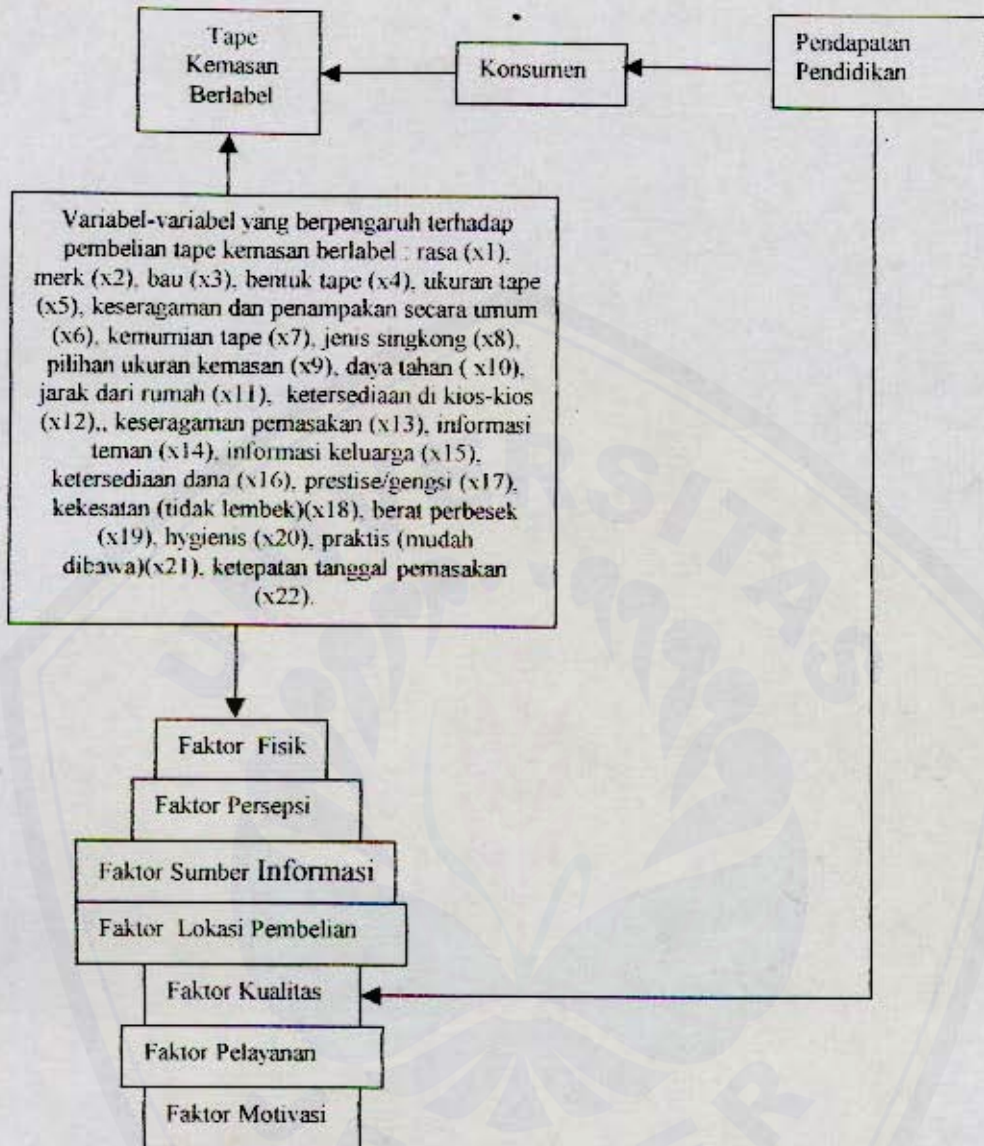 Tape
Kemasan
Berlabel
Konsumen
Pendapatan
Pendidikan
Variabel-variabel yang berpengaruh terhadap
pembelian tape kemasan berlabel : rasa (x1),
merk (x2), bau (x3), bentuk tape (x4), ukuran tape
(x5), keseragaman dan penampakan secara umum
(x6), kemurnian tape (x7), jenis singkong (x8),
pilihan ukuran kemasan (x9), daya tahan ( x10),
jarak dari rumah (x11), ketersediaan di kios-kios
(x12),, keseragaman pemasakan (x13), informasi
teman (x14), informasi keluarga (x15),
ketersediaan dana (x16), prestise/gengsi (x17),
kekesatan (tidak lembek)(x18), berat perbesek
(x19), hygienis (x20), praktis (mudah
dibawa)(x21), ketepatan tanggal pemasakan
(x22).
Faktor Fisik
Faktor Persepsi
Faktor Sumber Informasi
Faktor Lokasi Pembelian
Faktor Kualitas
Faktor Pelayanan
Faktor Motivasi